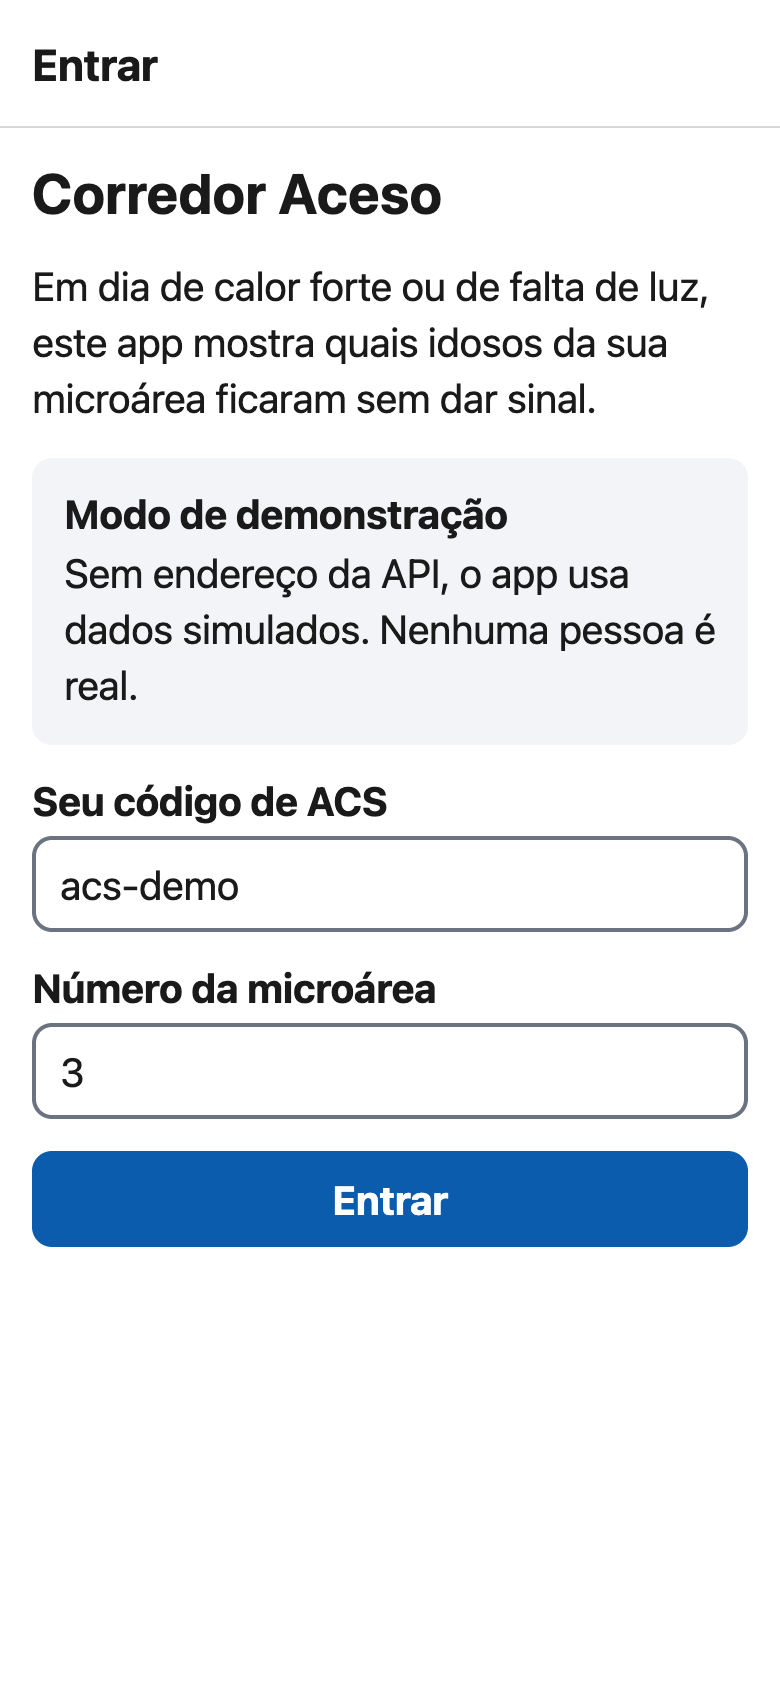 Entrar
Corredor Aceso
Em dia de calor forte ou de falta de luz,
este app mostra quais idosos da sua
microárea ficaram sem dar sinal.
Modo de demonstração
Sem endereço da API, o app usa
dados simulados. Nenhuma pessoa é
real.
Seu código de ACS
acs-demo
Número da microárea
3
Entrar